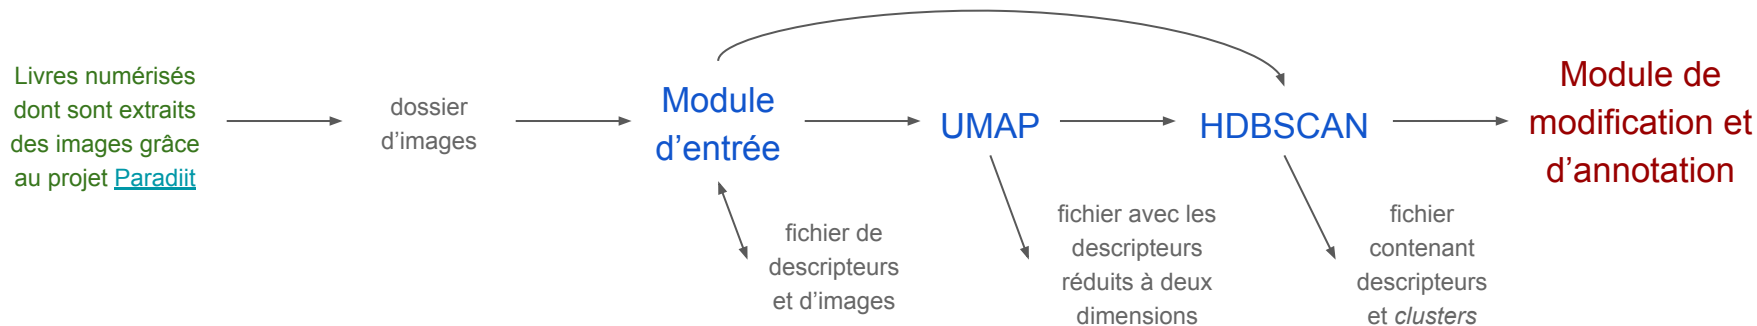 Livres numérisés
dont sont extraits
des images grâce
au projet Paradiit
dossier
d’images
Module
d’entrée
UMAP
HDBSCAN
Module de
modification et
d’annotation
fichier de
descripteurs
et d’images
fichier avec les
descripteurs
réduits à deux
dimensions
fichier
contenant
descripteurs
et clusters